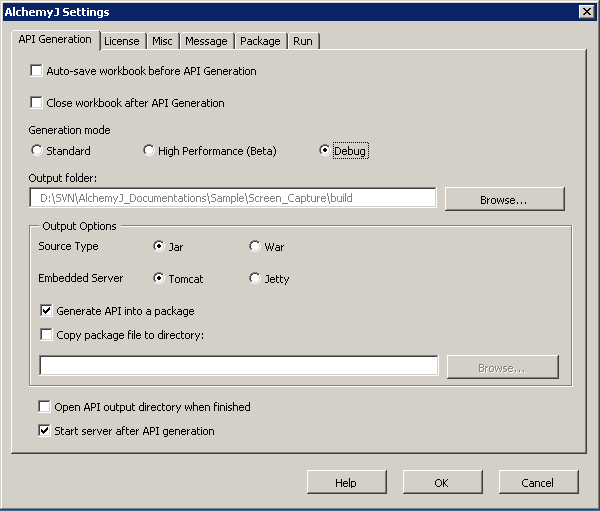 AlchemyJ Settings
API Generation License Misc Message Package Run
Auto-save workbook before API Generation
Close workbook after API Generation
Generation mode
Standard High Performance (Beta) Debug
Output folder:
D:\SVN\AlchemyJ_Documentations\Sample\Screen_Capture\build Browse...
Output Options
Source Type Jar War
Embedded Server Tomcat Jetty
Generate API into a package
Copy package file to directory:
Browse...
Open API output directory when finished
Start server after API generation
Help OK Cancel